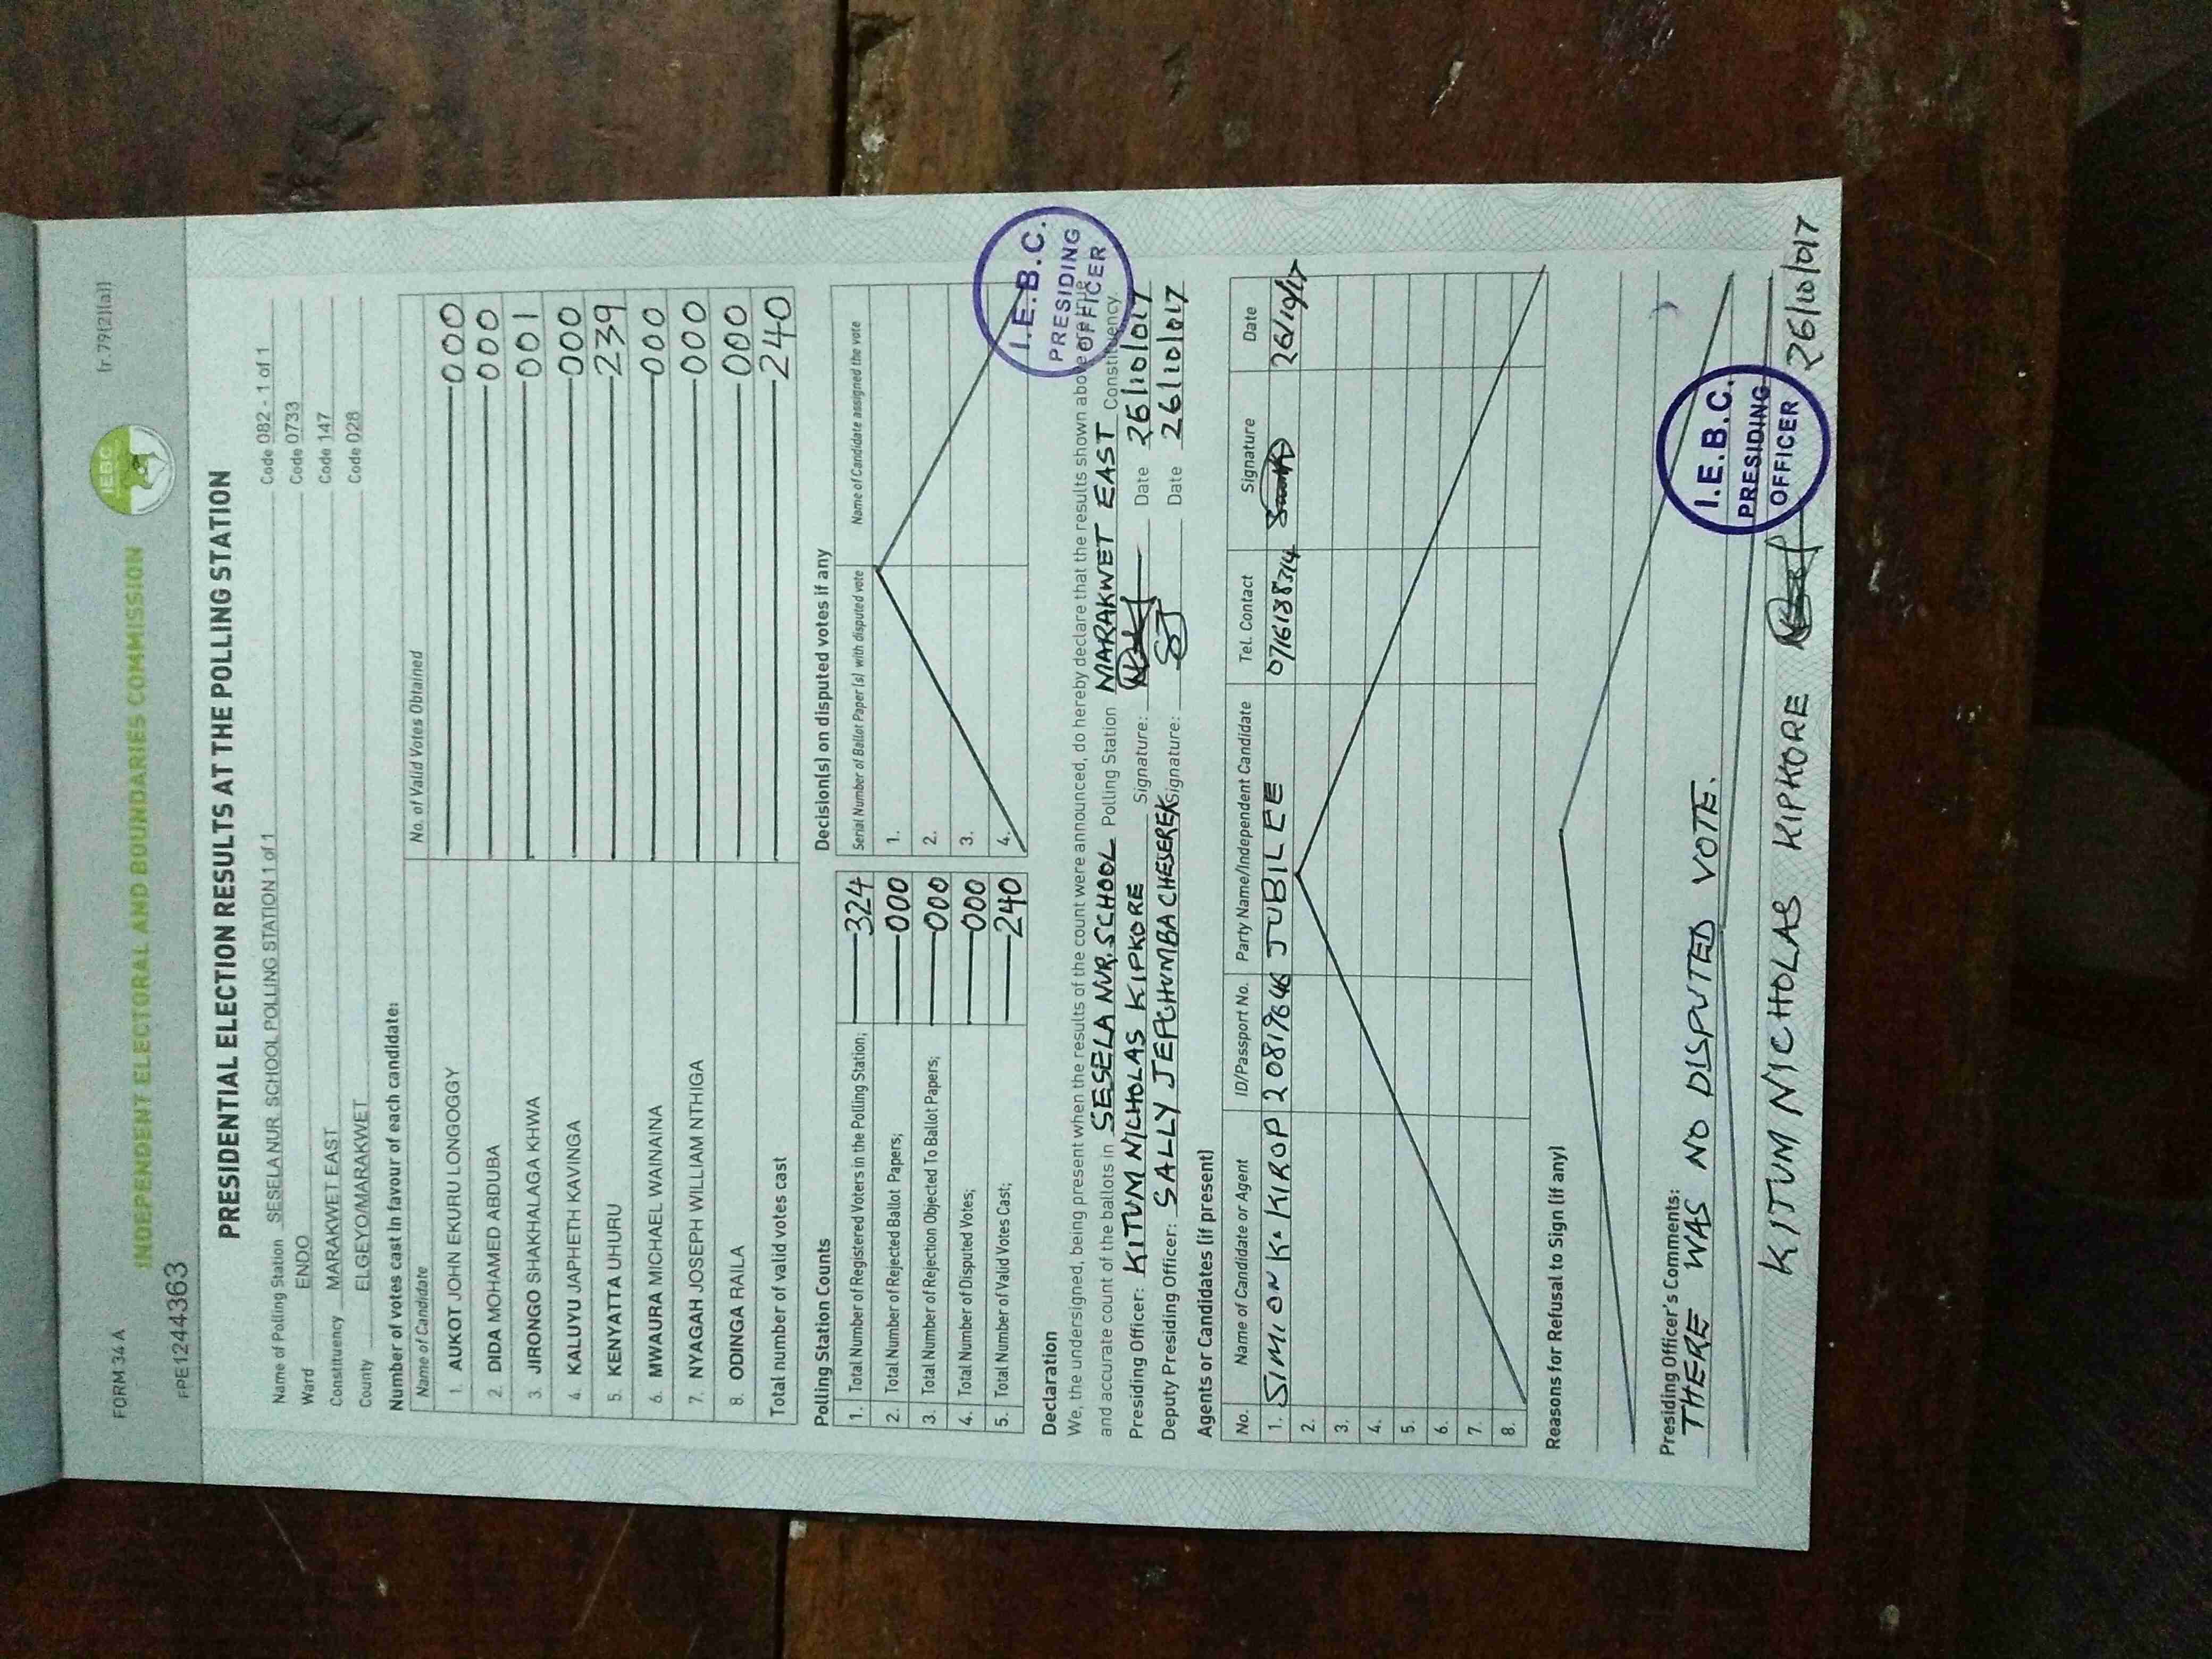 FORM 34 A
(r.79(2)(a))
IEBC
INDEPENDENT ELECTORAL AND BOUNDARIES COMMISSION
FPE1244363
PRESIDENTIAL ELECTION RESULTS AT THE POLLING STATION
Name of Polling Station SESELA NUR. SCHOOL POLLING STATION 1 of 1 Code 082 - 1 of 1
Ward ENDO Code 0733
Constituency MARAKWET EAST Code 147
County ELGEYO/MARAKWET Code 028
Number of votes cast in favour of each candidate:
Name of Candidate No. of Valid Votes Obtained
1. AUKOT JOHN EKURU LONGOGGY 000
2. DIDA MOHAMED ABDUBA 000
3. JIRONGO SHAKHALAGA KHWA 001
4. KALUYU JAPHETH KAVINGA 000
5. KENYATTA UHURU 239
6. MWAURA MICHAEL WAINAINA 000
7. NYAGAH JOSEPH WILLIAM NTHIGA 000
8. ODINGA RAILA 000
Total number of valid votes cast 240
Polling Station Counts
1. Total Number of Registered Voters in the Polling Station; 324
2. Total Number of Rejected Ballot Papers; 000
3. Total Number of Rejection Objected To Ballot Papers; 000
4. Total Number of Disputed Votes; 000
5. Total Number of Valid Votes Cast; 240
Decision(s) on disputed votes if any
Serial Number of Ballot Paper (s) with disputed vote Name of Candidate assigned the vote
1.
2.
3.
4.
I.E.B.C.
PRESIDING
OFFICER
Declaration
We, the undersigned, being present when the results of the count were announced, do hereby declare that the results shown above are true
and accurate count of the ballots in SESELA NUR. SCHOOL Polling Station MARAKWET EAST Constituency.
Presiding Officer: KITUM NICHOLAS KIPKORE Signature: Date 26/10/017
Deputy Presiding Officer: SALLY JEPCHUMBA CHESEREK Signature: Date 26/10/017
Agents or Candidates (if present)
No. Name of Candidate or Agent ID/Passport No. Party Name/Independent Candidate Tel. Contact Signature Date
1. SIMION K. KIROP JUBILEE 26/10/17
2.
3.
4.
5.
6.
7.
8.
Reasons for Refusal to Sign (if any)
Presiding Officer's Comments:
THERE WAS NO DISPUTED VOTE.
I.E.B.C.
PRESIDING
OFFICER
KITUM NICHOLAS KIPKORE 26/10/017